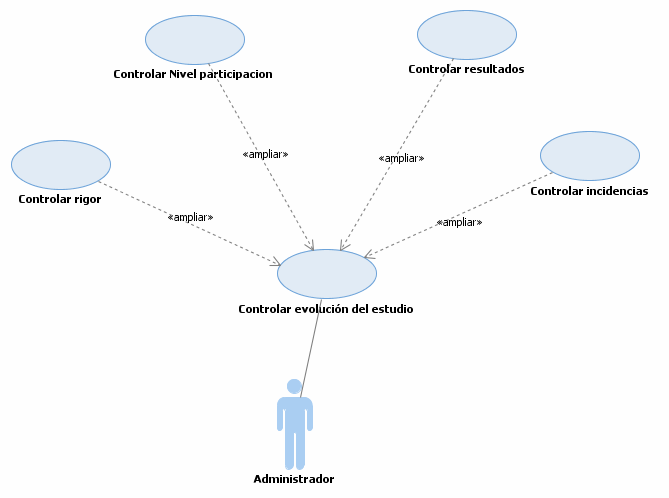 Controlar Nivel participacion
Controlar resultados
«ampliar»
«ampliar»
Controlar rigor
Controlar incidencias
«ampliar»
«ampliar»
Controlar evolución del estudio
Administrador